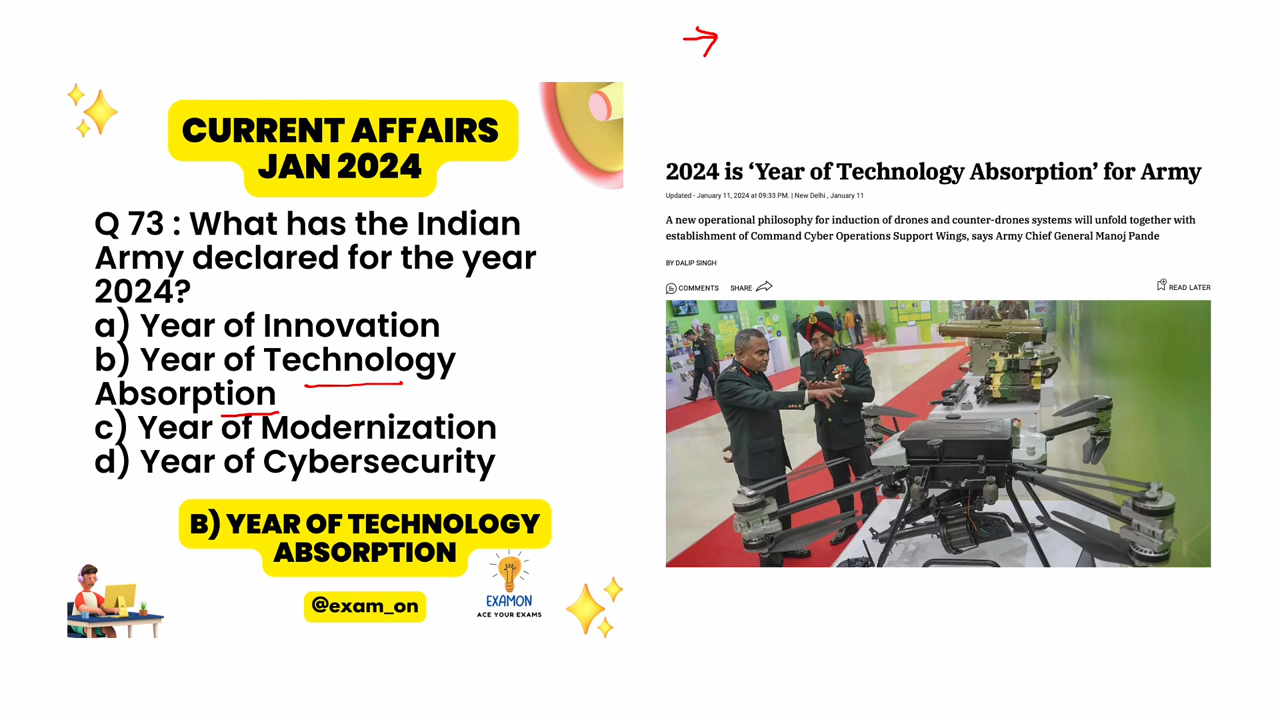 CURRENT AFFAIRS
JAN 2024
Q 73 : What has the Indian
Army declared for the year
2024?
a) Year of Innovation
b) Year of Technology
Absorption
c) Year of Modernization
d) Year of Cybersecurity
B) YEAR OF TECHNOLOGY
ABSORPTION
@exam_on
EXAMON
ACE YOUR EXAMS
2024 is ‘Year of Technology Absorption’ for Army
Updated - January 11, 2024 at 09:33 PM. | New Delhi , January 11
A new operational philosophy for induction of drones and counter-drones systems will unfold together with
establishment of Command Cyber Operations Support Wings, says Army Chief General Manoj Pande
BY DALIP SINGH
COMMENTS SHARE READ LATER